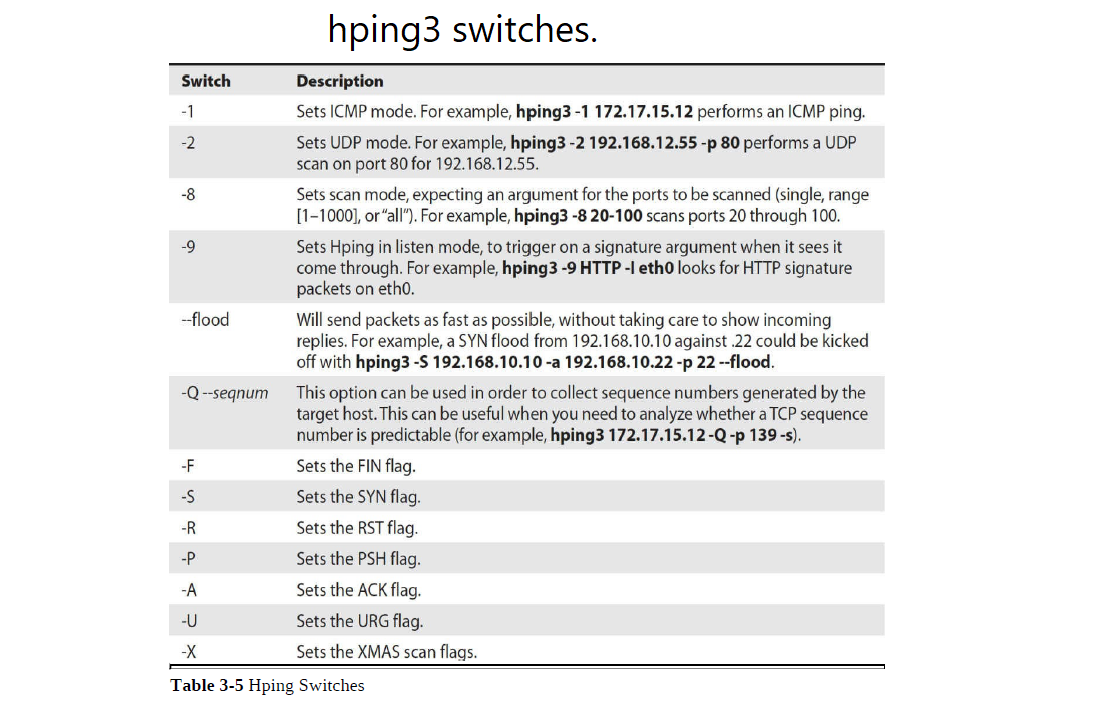 hping3 switches.
Switch Description
-1 Sets ICMP mode. For example, hping3 -1 172.17.15.12 performs an ICMP ping.
-2 Sets UDP mode. For example, hping3 -2 192.168.12.55 -p 80 performs a UDP
scan on port 80 for 192.168.12.55.
-8 Sets scan mode, expecting an argument for the ports to be scanned (single, range
[1–1000], or “all”). For example, hping3 -8 20-100 scans ports 20 through 100.
-9 Sets Hping in listen mode, to trigger on a signature argument when it sees it
come through. For example, hping3 -9 HTTP -I eth0 looks for HTTP signature
packets on eth0.
--flood Will send packets as fast as possible, without taking care to show incoming
replies. For example, a SYN flood from 192.168.10.10 against .22 could be kicked
off with hping3 -S 192.168.10.10 -a 192.168.10.22 -p 22 --flood.
-Q --seqnum This option can be used in order to collect sequence numbers generated by the
target host. This can be useful when you need to analyze whether a TCP sequence
number is predictable (for example, hping3 172.17.15.12 -Q -p 139 -s).
-F Sets the FIN flag.
-S Sets the SYN flag.
-R Sets the RST flag.
-P Sets the PSH flag.
-A Sets the ACK flag.
-U Sets the URG flag.
-X Sets the XMAS scan flags.
Table 3-5 Hping Switches